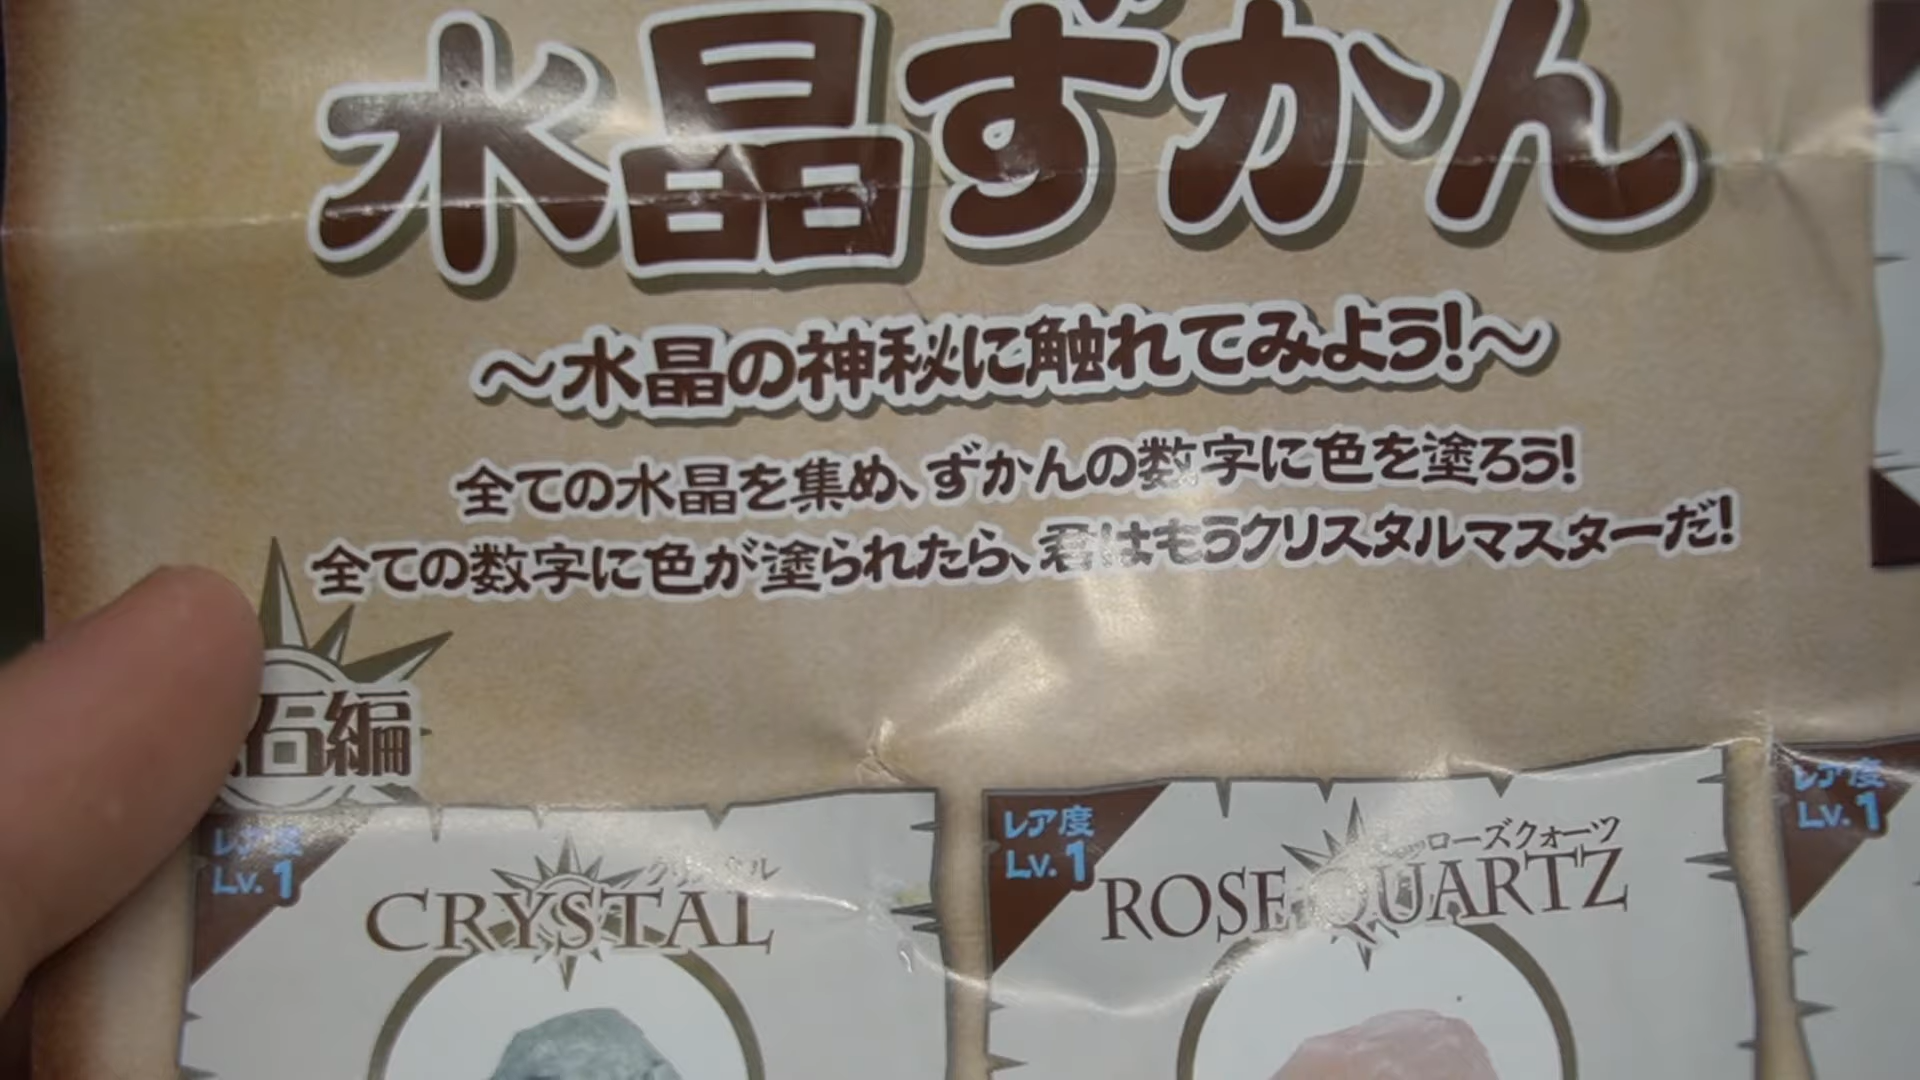 水晶ずかん
～水晶の神秘に触れてみよう!～
全ての水晶を集め、ずかんの数字に色を塗ろう!
全ての数字に色が塗られたら、君はもうクリスタルマスターだ!
石編
レア度
Lv.1
クリスタル
CRYSTAL
レア度
Lv.1
ローズクォーツ
ROSE QUARTZ
レア度
Lv.1